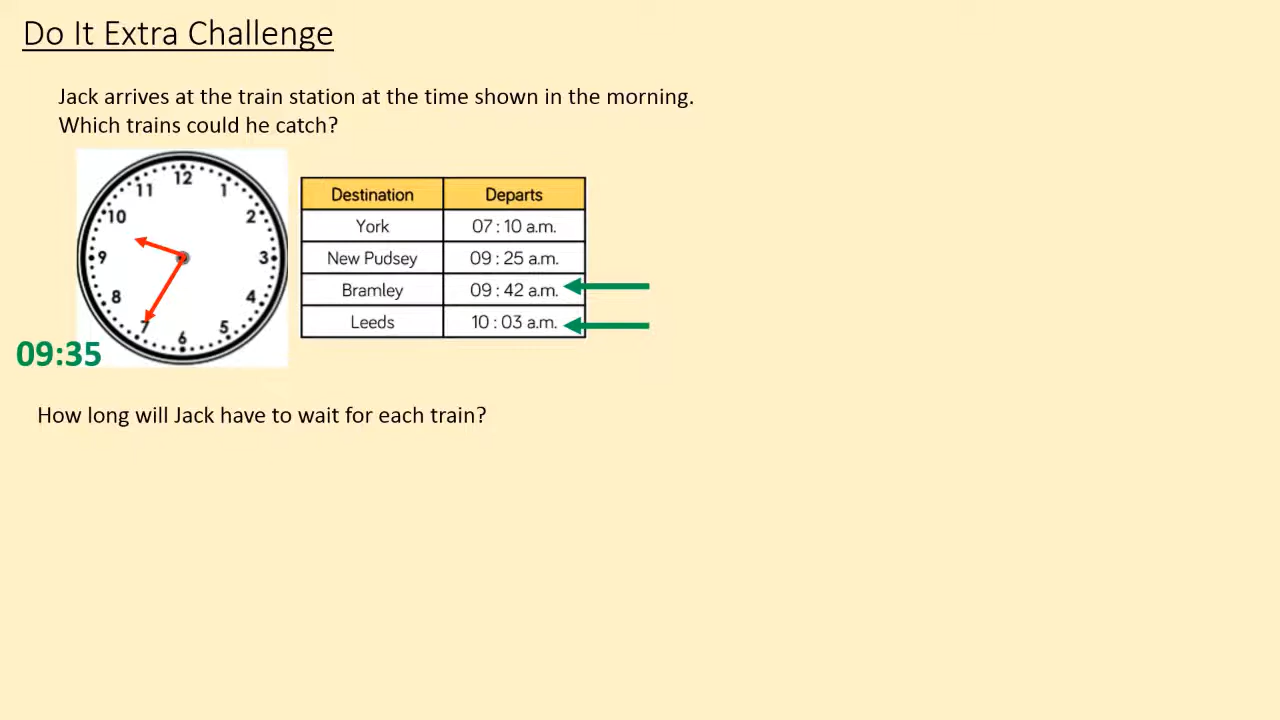 Do It Extra Challenge
Jack arrives at the train station at the time shown in the morning.
Which trains could he catch?
12
11 1
10 2
9 3
8 4
7 5
6
Destination Departs
York 07 : 10 a.m.
New Pudsey 09 : 25 a.m.
Bramley 09 : 42 a.m.
Leeds 10 : 03 a.m.
09:35
How long will Jack have to wait for each train?